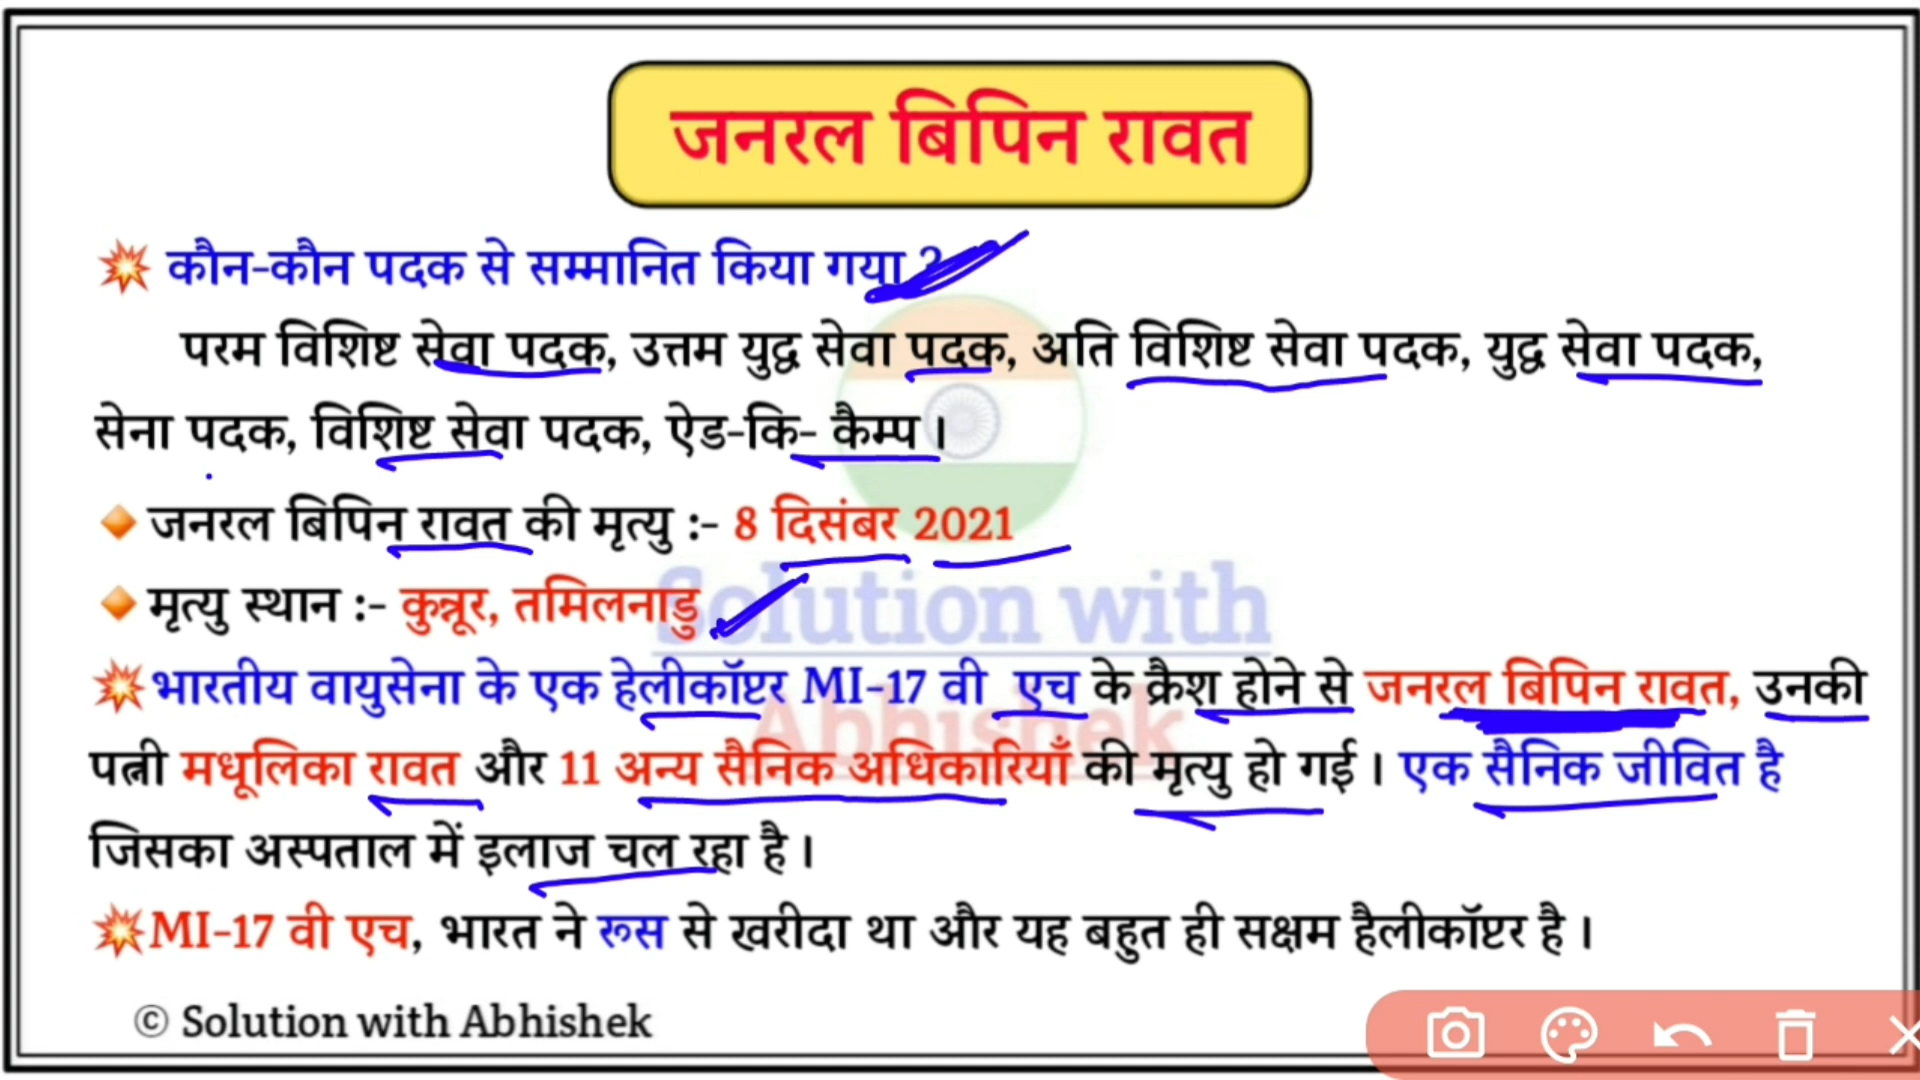 जनरल बिपिन रावत
कौन-कौन पदक से सम्मानित किया गया ?
परम विशिष्ट सेवा पदक, उत्तम युद्ध सेवा पदक, अति विशिष्ट सेवा पदक, युद्ध सेवा पदक,
सेना पदक, विशिष्ट सेवा पदक, ऐड-कि- कैम्प ।
जनरल बिपिन रावत की मृत्यु :- 8 दिसंबर 2021
मृत्यु स्थान :- कुन्नूर, तमिलनाडु
Solution with
Abhishek
भारतीय वायुसेना के एक हेलीकॉप्टर MI-17 वी एच के क्रैश होने से जनरल बिपिन रावत, उनकी
पत्नी मधूलिका रावत और 11 अन्य सैनिक अधिकारियाँ की मृत्यु हो गई । एक सैनिक जीवित है
जिसका अस्पताल में इलाज चल रहा है ।
MI-17 वी एच, भारत ने रूस से खरीदा था और यह बहुत ही सक्षम हैलीकॉप्टर है ।
© Solution with Abhishek